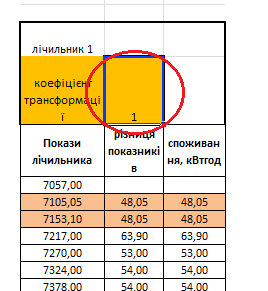 лічильник 1
коефіцієнт
трансформаці
ї
1
Покази
лічильника
різниця
показникі
в
споживан
ня, кВтгод
7057,00
7105,05 48,05 48,05
7153,10 48,05 48,05
7217,00 63,90 63,90
7270,00 53,00 53,00
7324,00 54,00 54,00
7378,00 54,00 54,00